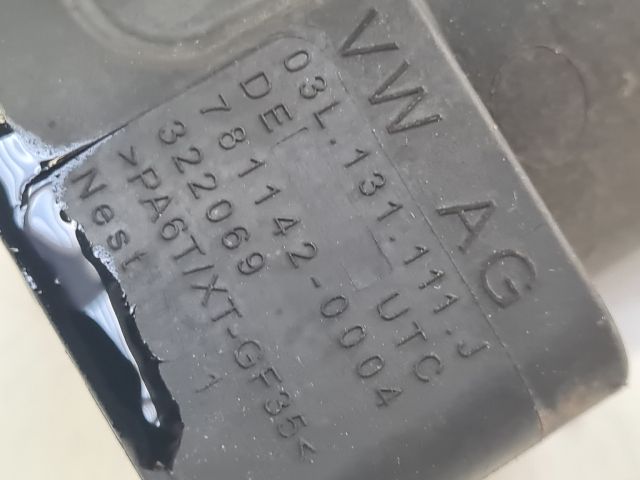 VW AG
03L.131.111.J
DE UTC
781142-0004
322069
>PA6T/XT-GF35<
Nest 1